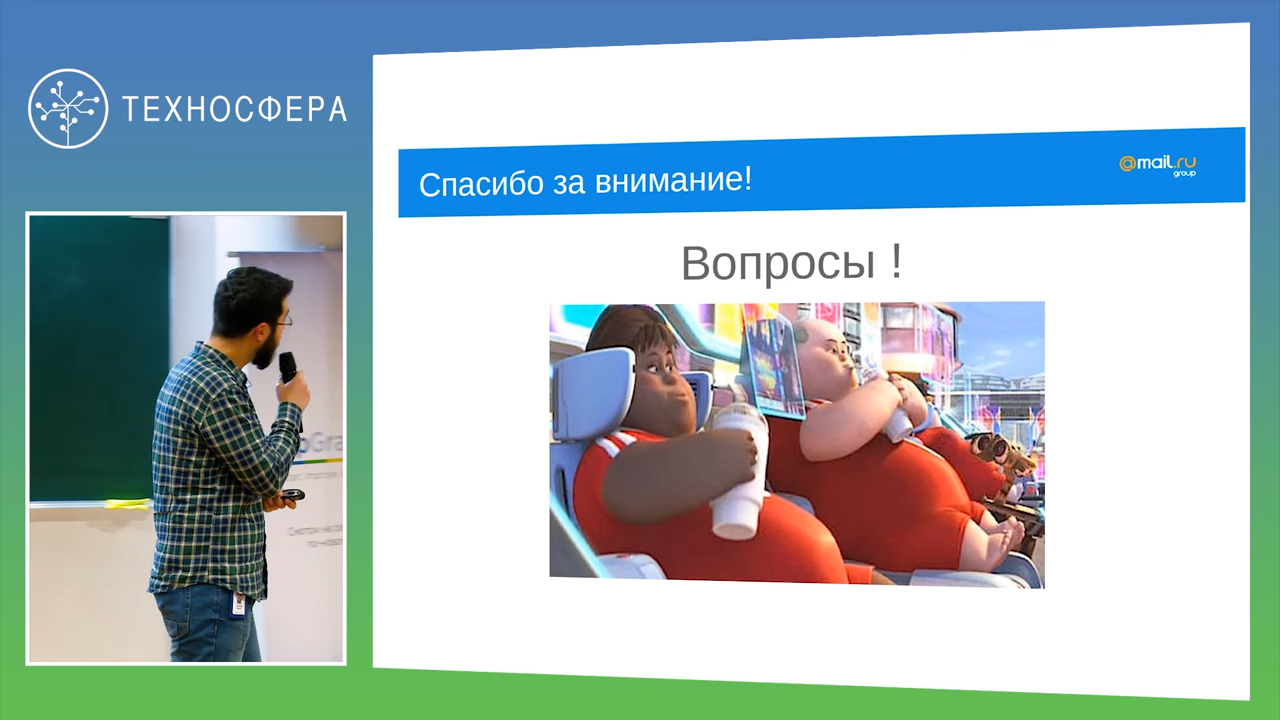 ТЕХНОСФЕРА
Спасибо за внимание!
@mail.ru
group
Вопросы !